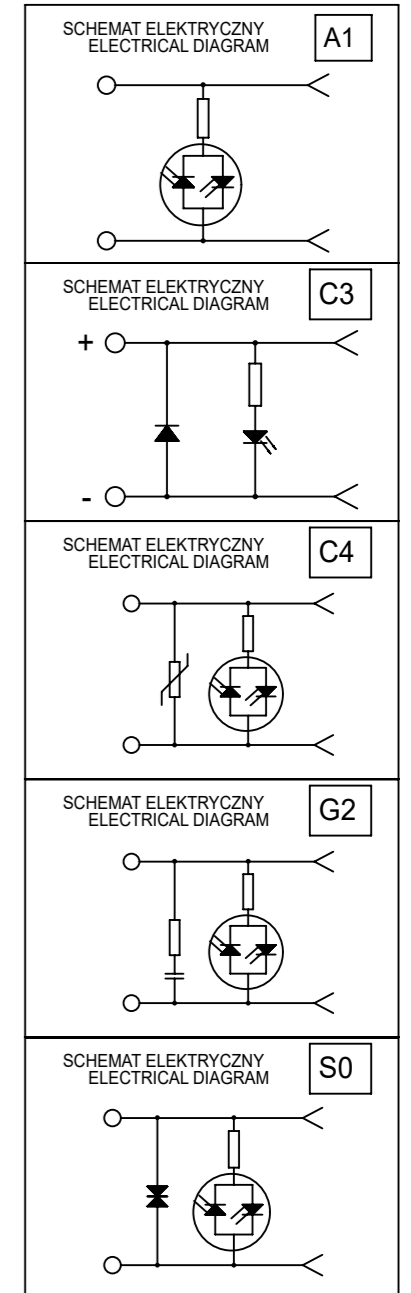 SCHEMAT ELEKTRYCZNY
ELECTRICAL DIAGRAM
A1
SCHEMAT ELEKTRYCZNY
ELECTRICAL DIAGRAM
C3
+
-
SCHEMAT ELEKTRYCZNY
ELECTRICAL DIAGRAM
C4
SCHEMAT ELEKTRYCZNY
ELECTRICAL DIAGRAM
G2
SCHEMAT ELEKTRYCZNY
ELECTRICAL DIAGRAM
S0